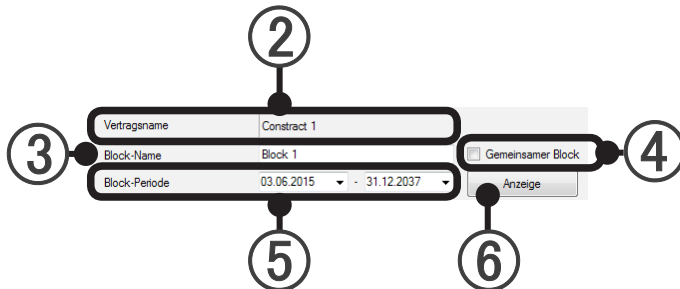 2
Vertragsname Constract 1
3 Block-Name Block 1 Gemeinsamer Block 4
Block-Periode 03.06.2015 - 31.12.2037 Anzeige
5 6